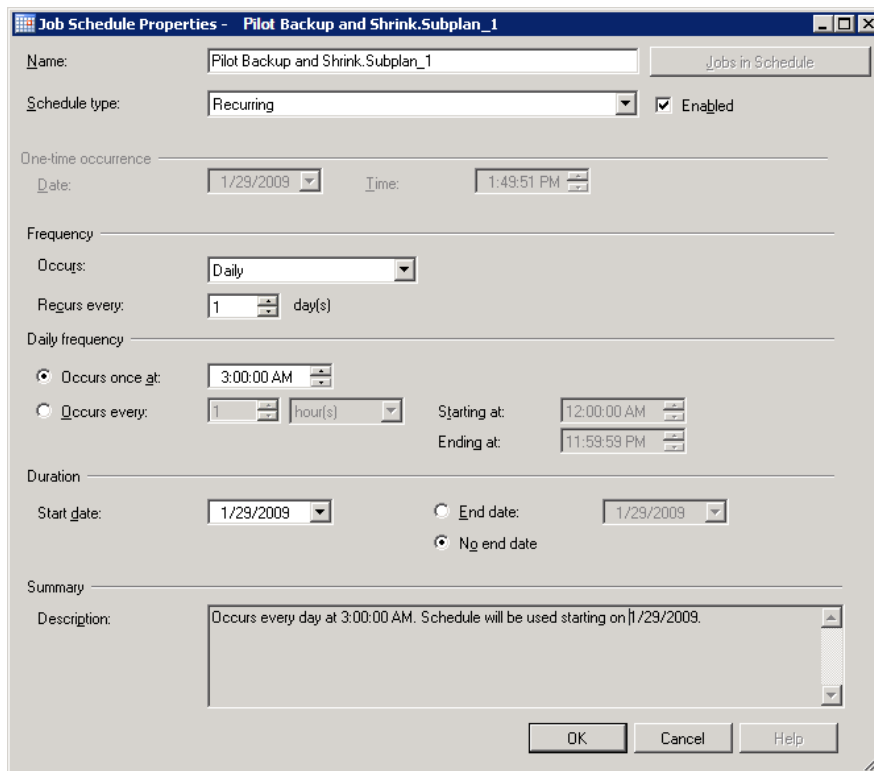 Job Schedule Properties - Pilot Backup and Shrink.Subplan_1
Name: Pilot Backup and Shrink.Subplan_1 Jobs in Schedule
Schedule type: Recurring Enabled
One-time occurrence
Date: 1/29/2009 Time: 1:49:51 PM
Frequency
Occurs: Daily
Recurs every: 1 day(s)
Daily frequency
Occurs once at: 3:00:00 AM
Occurs every: 1 hour(s) Starting at: 12:00:00 AM
Ending at: 11:59:59 PM
Duration
Start date: 1/29/2009 End date: 1/29/2009
No end date
Summary
Description: Occurs every day at 3:00:00 AM. Schedule will be used starting on 1/29/2009.
OK Cancel Help